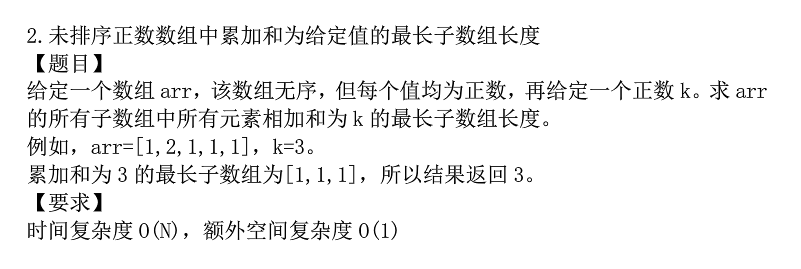 2.未排序正数数组中累加和为给定值的最长子数组长度
【题目】
给定一个数组 arr，该数组无序，但每个值均为正数，再给定一个正数 k。求 arr
的所有子数组中所有元素相加和为 k 的最长子数组长度。
例如，arr=[1,2,1,1,1]，k=3。
累加和为 3 的最长子数组为[1,1,1]，所以结果返回 3。
【要求】
时间复杂度 O(N)，额外空间复杂度 O(1)